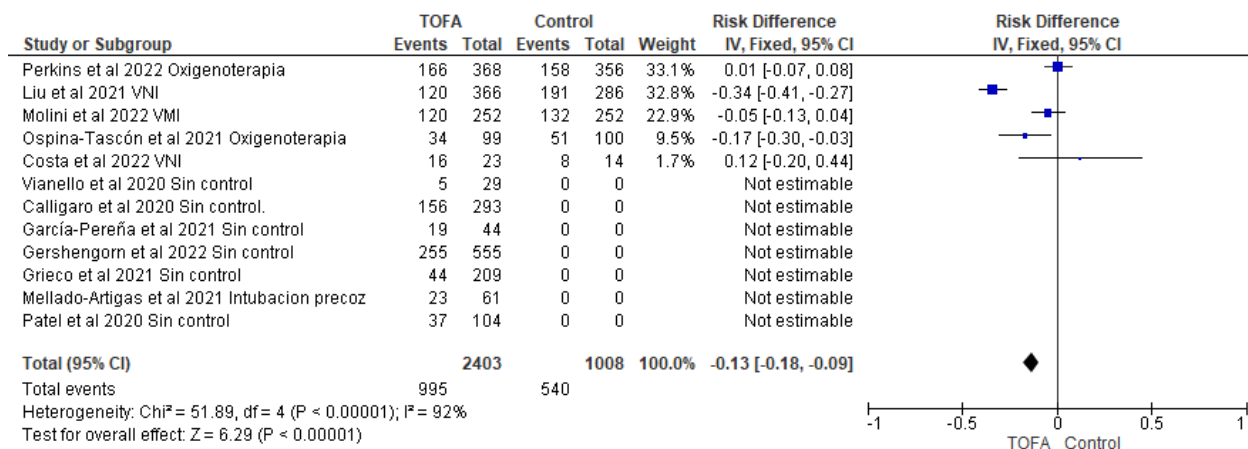 TOFA Control Risk Difference Risk Difference
Study or Subgroup Events Total Events Total Weight IV, Fixed, 95% CI IV, Fixed, 95% CI
Perkins et al 2022 Oxigenoterapia 166 368 158 356 33.1% 0.01 [-0.07, 0.08]
Liu et al 2021 VNI 120 366 191 286 32.8% -0.34 [-0.41, -0.27]
Molini et al 2022 VMI 120 252 132 252 22.9% -0.05 [-0.13, 0.04]
Ospina-Tascón et al 2021 Oxigenoterapia 34 99 51 100 9.5% -0.17 [-0.30, -0.03]
Costa et al 2022 VNI 16 23 8 14 1.7% 0.12 [-0.20, 0.44]
Vianello et al 2020 Sin control 5 29 0 0 Not estimable
Calligaro et al 2020 Sin control. 156 293 0 0 Not estimable
García-Pereña et al 2021 Sin control 19 44 0 0 Not estimable
Gershengorn et al 2022 Sin control 255 555 0 0 Not estimable
Grieco et al 2021 Sin control 44 209 0 0 Not estimable
Mellado-Artigas et al 2021 Intubacion precoz 23 61 0 0 Not estimable
Patel et al 2020 Sin control 37 104 0 0 Not estimable
Total (95% CI) 2403 1008 100.0% -0.13 [-0.18, -0.09]
Total events 995 540
Heterogeneity: Chi² = 51.89, df = 4 (P < 0.00001); I² = 92%
Test for overall effect: Z = 6.29 (P < 0.00001)
-1 -0.5 0 0.5 1
TOFA Control